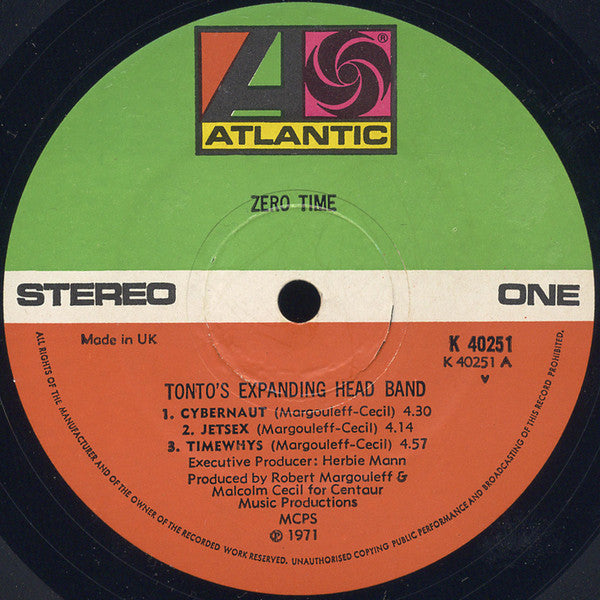 ATLANTIC
®
ZERO TIME
STEREO
ONE
Made in UK
K 40251
K 40251 A
TONTO'S EXPANDING HEAD BAND
1. CYBERNAUT (Margouleff-Cecil) 4.30
2. JETSEX (Margouleff-Cecil) 4.14
3. TIMEWHYS (Margouleff-Cecil) 4.57
Executive Producer: Herbie Mann
Produced by Robert Margouleff &
Malcolm Cecil for Centaur
Music Productions
MCPS
℗ 1971
ALL RIGHTS OF THE MANUFACTURER AND OF THE OWNER OF THE RECORDED WORK RESERVED. UNAUTHORISED COPYING PUBLIC PERFORMANCE AND BROADCASTING OF THIS RECORD PROHIBITED.